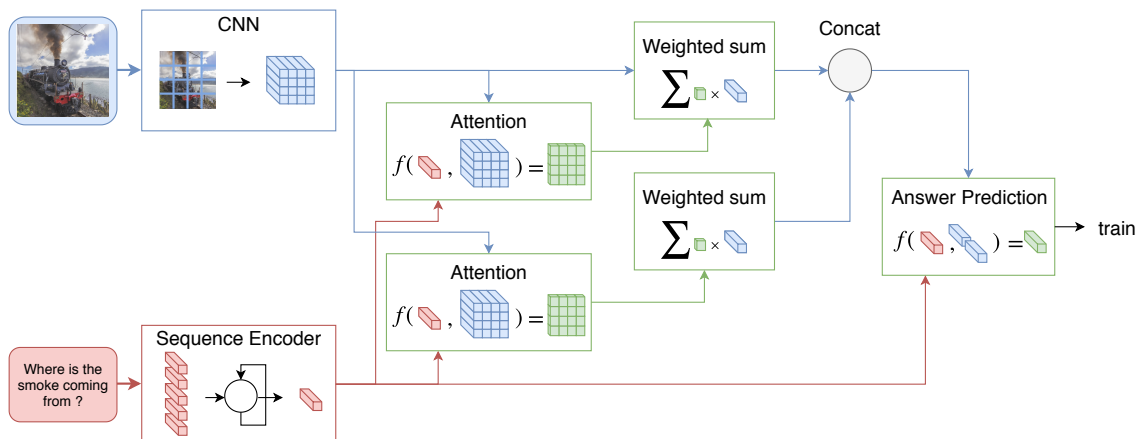 CNN
Weighted sum
∑ ×
Concat
Attention
f( , ) =
Weighted sum
∑ ×
Answer Prediction
f( , ) =
train
Attention
f( , ) =
Sequence Encoder
Where is the
smoke coming
from ?